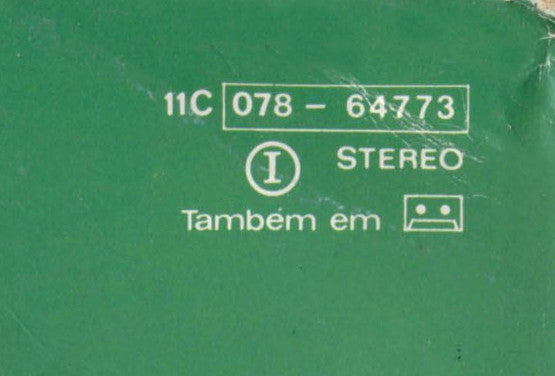 11C 078 - 64773
I STEREO
Também em